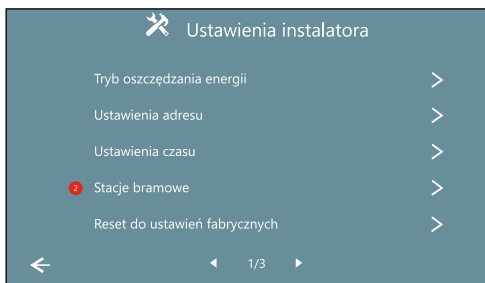 Ustawienia instalatora
Tryb oszczędzania energii
Ustawienia adresu
Ustawienia czasu
2 Stacje bramowe
Reset do ustawień fabrycznych
1/3